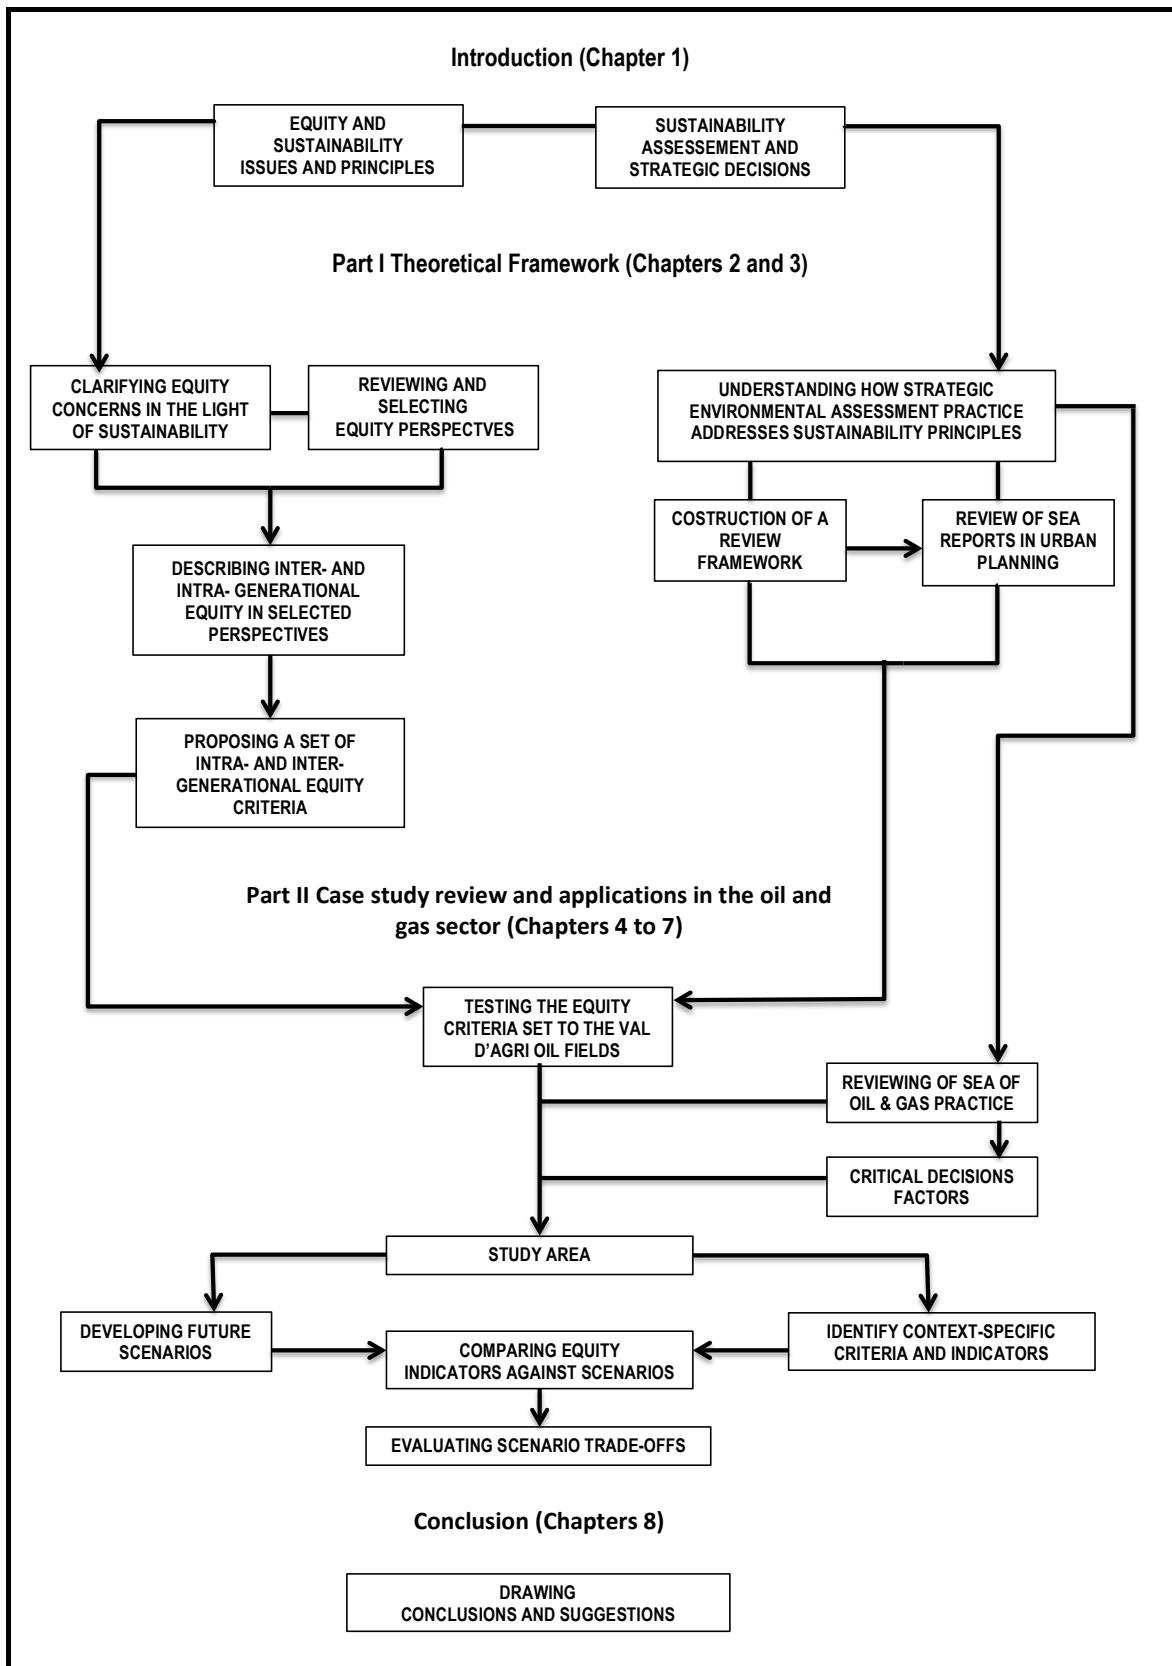 Introduction (Chapter 1)
EQUITY AND
SUSTAINABILITY
ISSUES AND PRINCIPLES
SUSTAINABILITY
ASSESSEMENT AND
STRATEGIC DECISIONS
Part I Theoretical Framework (Chapters 2 and 3)
CLARIFYING EQUITY
CONCERNS IN THE LIGHT
OF SUSTAINABILITY
REVIEWING AND
SELECTING
EQUITY PERSPECTVES
UNDERSTANDING HOW STRATEGIC
ENVIRONMENTAL ASSESSMENT PRACTICE
ADDRESSES SUSTAINABILITY PRINCIPLES
COSTRUCTION OF A
REVIEW
FRAMEWORK
REVIEW OF SEA
REPORTS IN URBAN
PLANNING
DESCRIBING INTER- AND
INTRA- GENERATIONAL
EQUITY IN SELECTED
PERSPECTIVES
PROPOSING A SET OF
INTRA- AND INTER-
GENERATIONAL EQUITY
CRITERIA
Part II Case study review and applications in the oil and
gas sector (Chapters 4 to 7)
TESTING THE EQUITY
CRITERIA SET TO THE VAL
D'AGRI OIL FIELDS
REVIEWING OF SEA OF
OIL & GAS PRACTICE
CRITICAL DECISIONS
FACTORS
STUDY AREA
DEVELOPING FUTURE
SCENARIOS
COMPARING EQUITY
INDICATORS AGAINST SCENARIOS
IDENTIFY CONTEXT-SPECIFIC
CRITERIA AND INDICATORS
EVALUATING SCENARIO TRADE-OFFS
Conclusion (Chapters 8)
DRAWING
CONCLUSIONS AND SUGGESTIONS